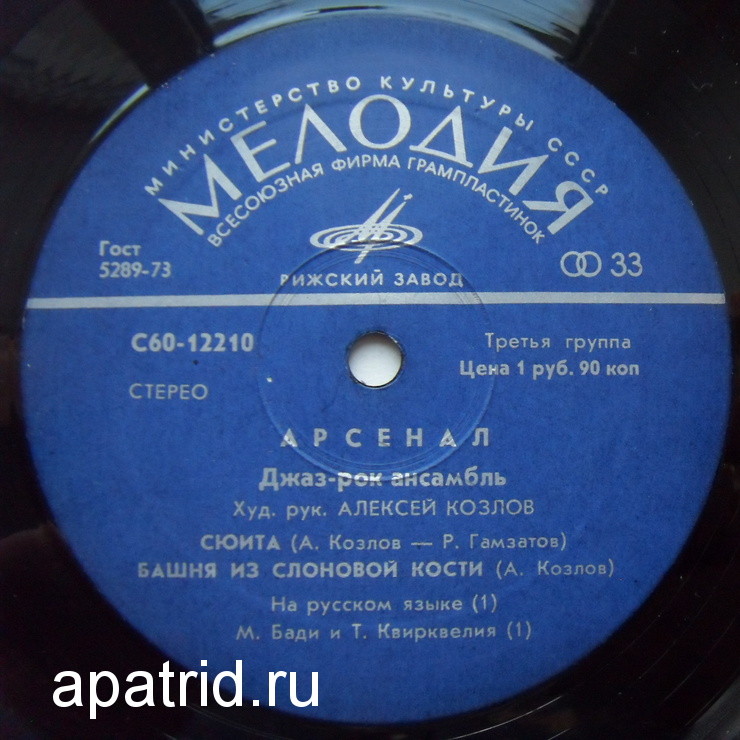 МИНИСТЕРСТВО КУЛЬТУРЫ СССР
МЕЛОДИЯ
ВСЕСОЮЗНАЯ ФИРМА ГРАМПЛАСТИНОК
Гост
5289-73
РИЖСКИЙ ЗАВОД
33
С60-12210
Третья группа
Цена 1 руб. 90 коп
СТЕРЕО
АРСЕНАЛ
Джаз-рок ансамбль
Худ. рук. АЛЕКСЕЙ КОЗЛОВ
СЮИТА (А. Козлов — Р. Гамзатов)
БАШНЯ ИЗ СЛОНОВОЙ КОСТИ (А. Козлов)
На русском языке (1)
М. Бади и Т. Квирквелия (1)
apatrid.ru